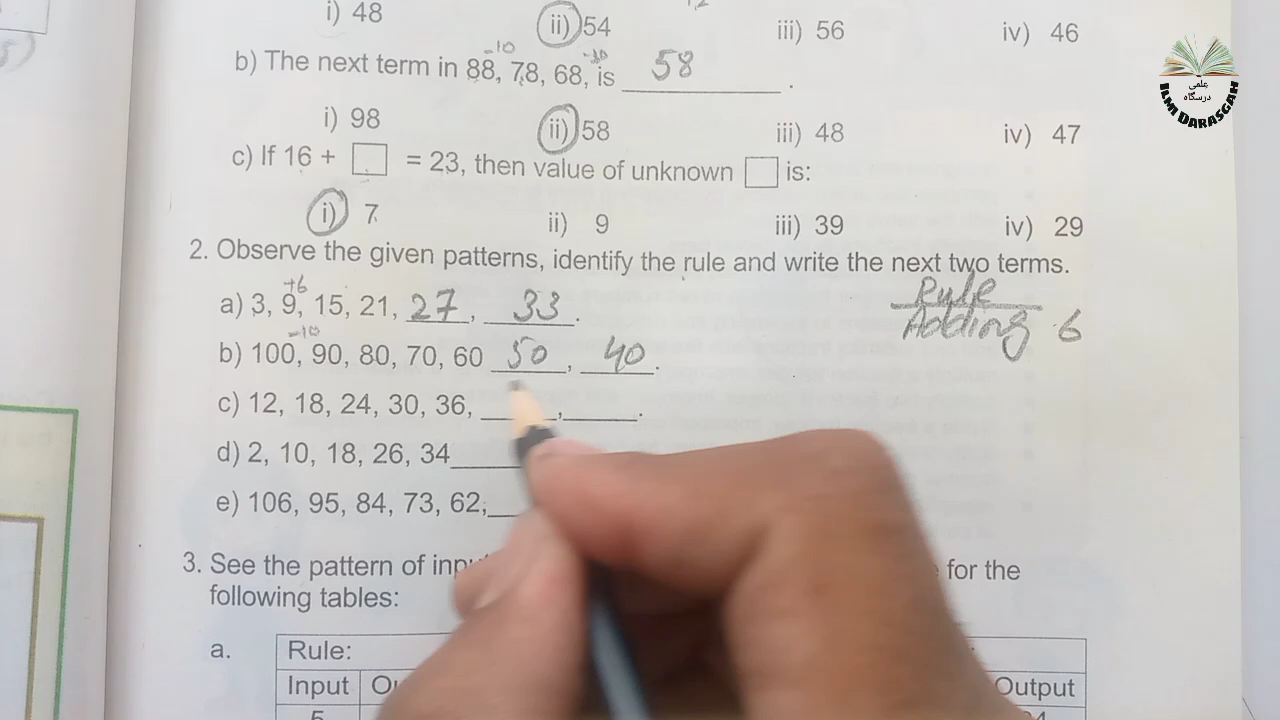 i) 48 ii) 54 iii) 56 iv) 46
-10 -10
b) The next term in 88, 78, 68, is 58 .
i) 98 ii) 58 iii) 48 iv) 47
c) If 16 + □ = 23, then value of unknown □ is:
i) 7 ii) 9 iii) 39 iv) 29
2. Observe the given patterns, identify the rule and write the next two terms.
+6
a) 3, 9, 15, 21, 27, 33. Rule
Adding 6
-10
b) 100, 90, 80, 70, 60 50, 40.
c) 12, 18, 24, 30, 36, ____,____.
d) 2, 10, 18, 26, 34____
e) 106, 95, 84, 73, 62,__
3. See the pattern of for the
following tables:
a. Rule:
Input Output
علمی
درسگاہ
ILMI DARASGAH